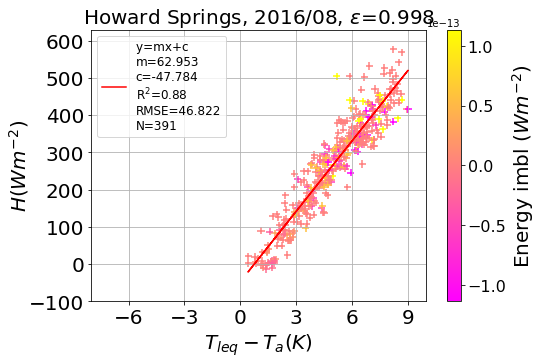 Howard Springs, 2016/08, ε=0.998
1e-13
y=mx+c
m=62.953
c=-47.784
R²=0.88
RMSE=46.822
N=391
600
500
400
300
200
100
0
−100
H(Wm⁻²)
−6
−3
0
3
6
9
T_leq − T_a(K)
1.0
0.5
0.0
−0.5
−1.0
Energy imbl (Wm⁻²)